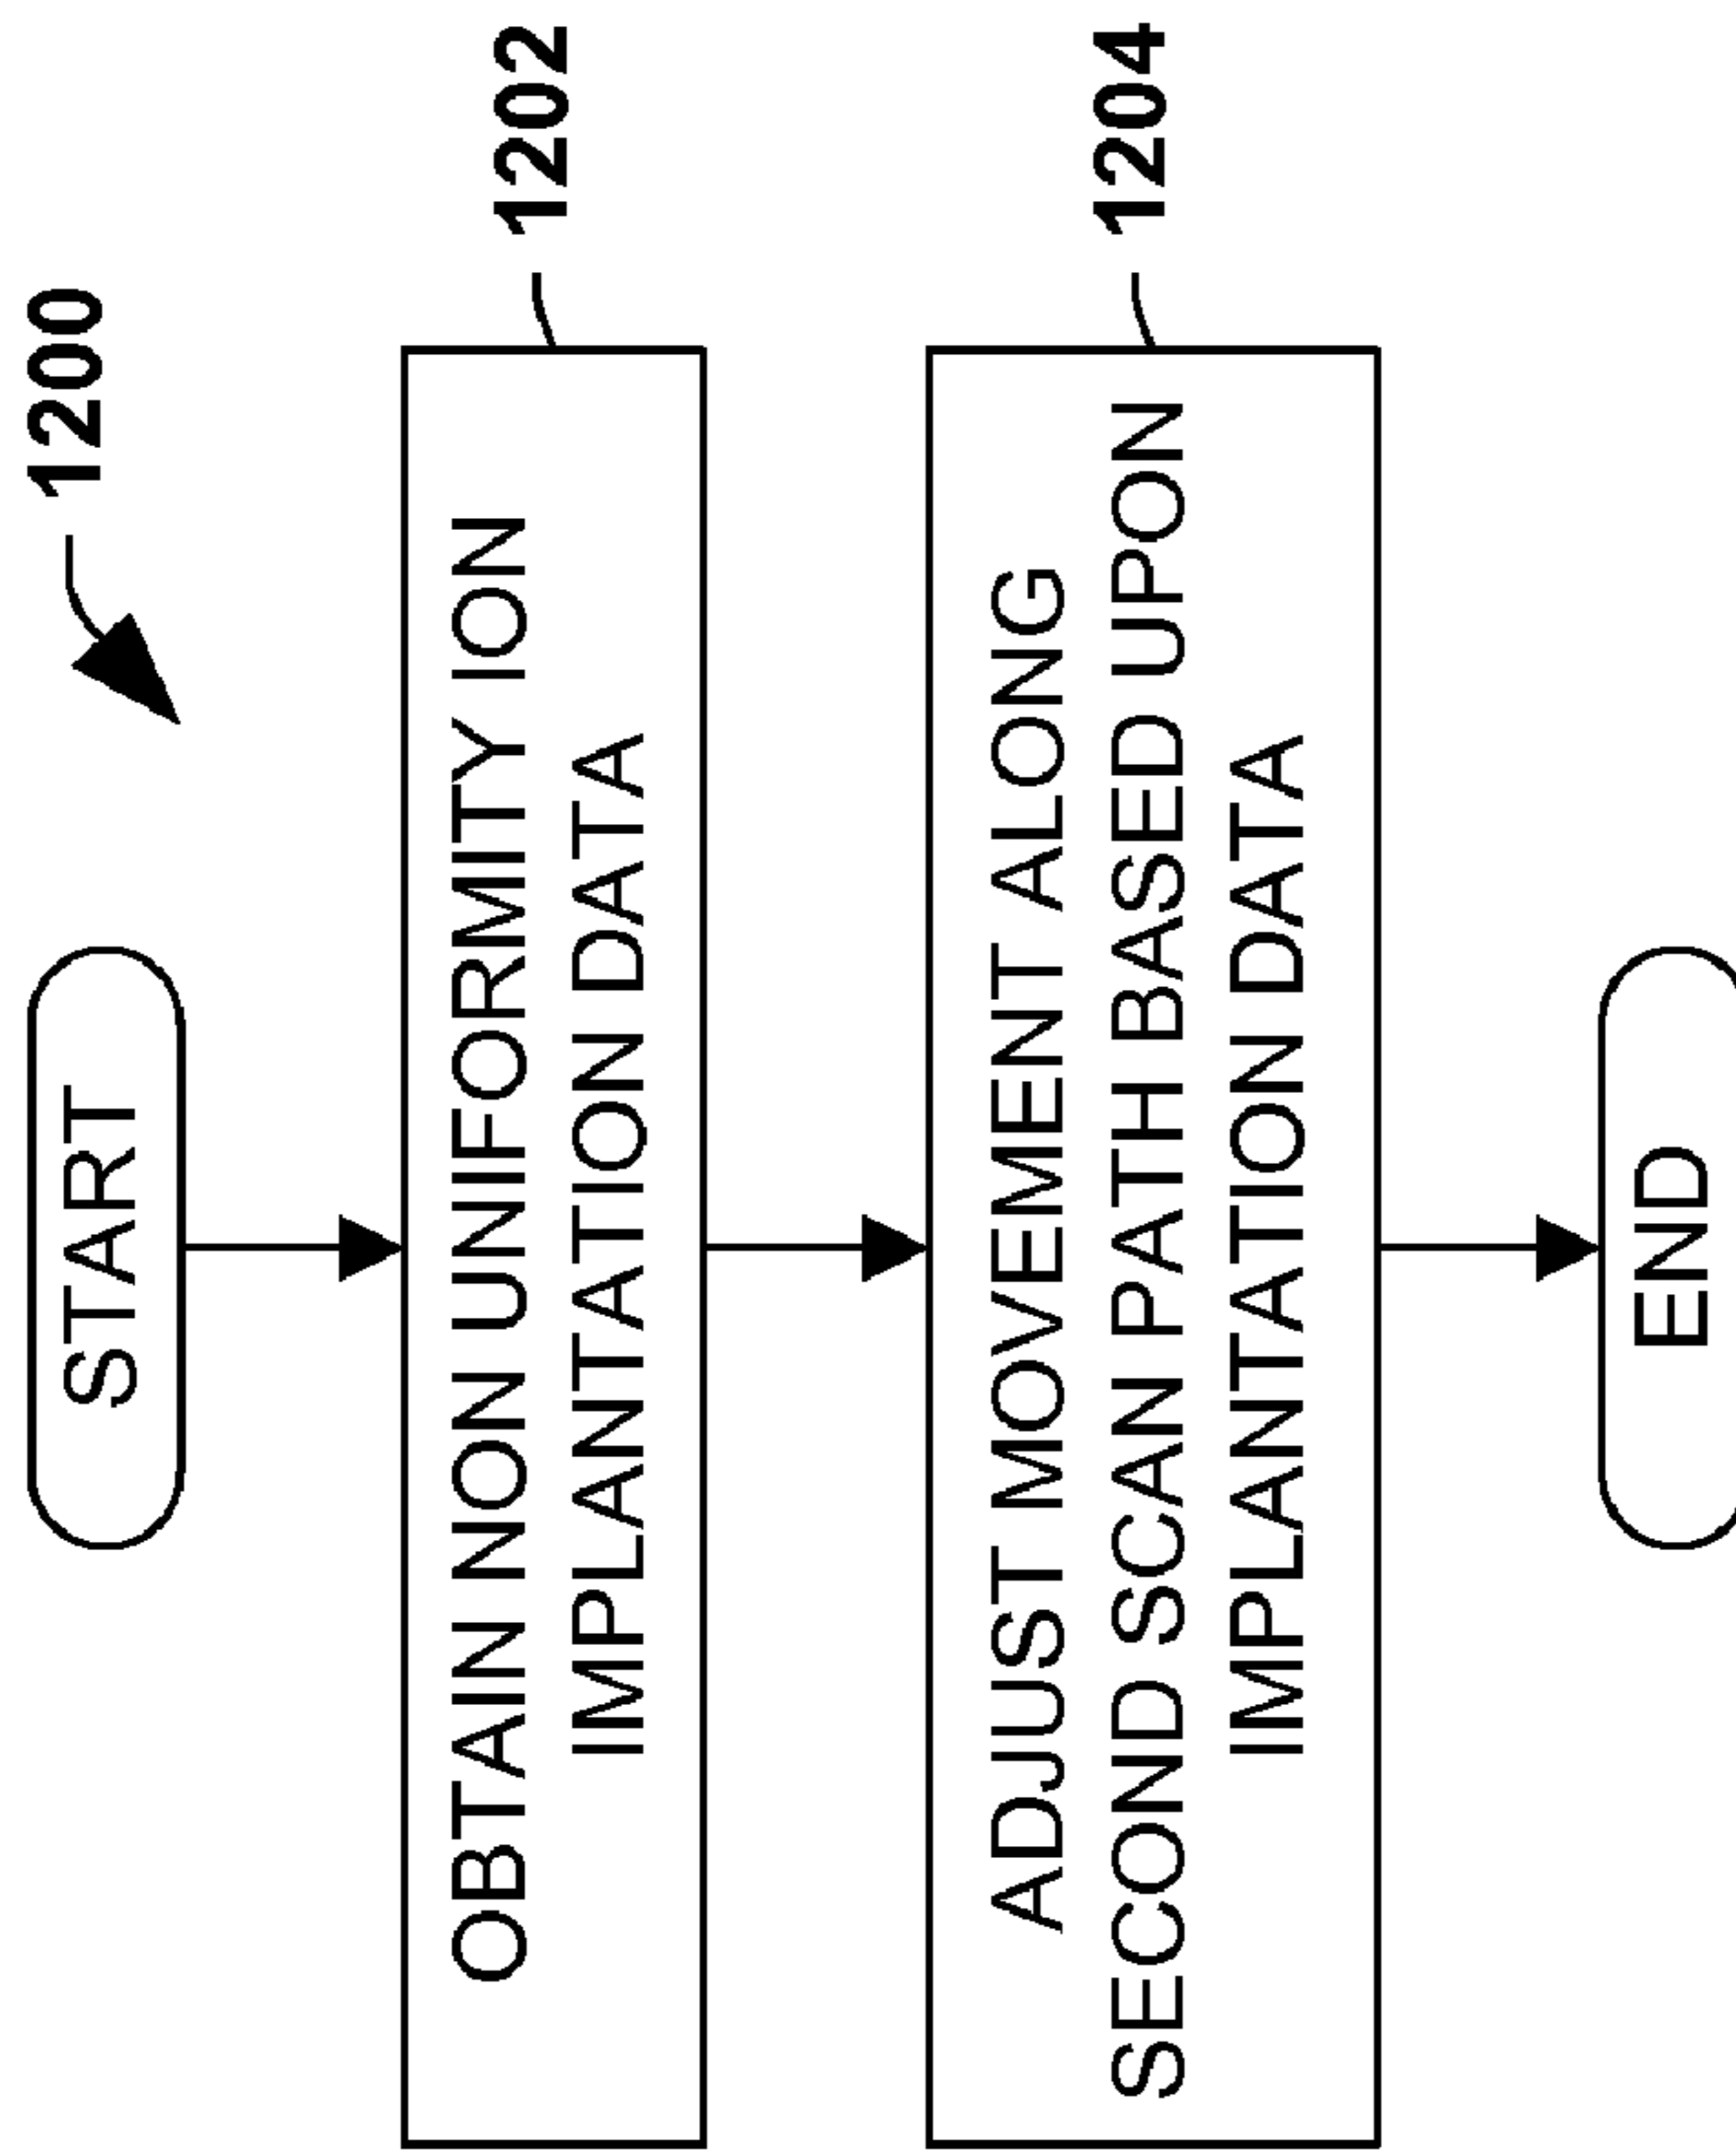 1200
START
OBTAIN NON UNIFORMITY ION
IMPLANTATION DATA
1202
ADJUST MOVEMENT ALONG
SECOND SCAN PATH BASED UPON
IMPLANTATION DATA
1204
END